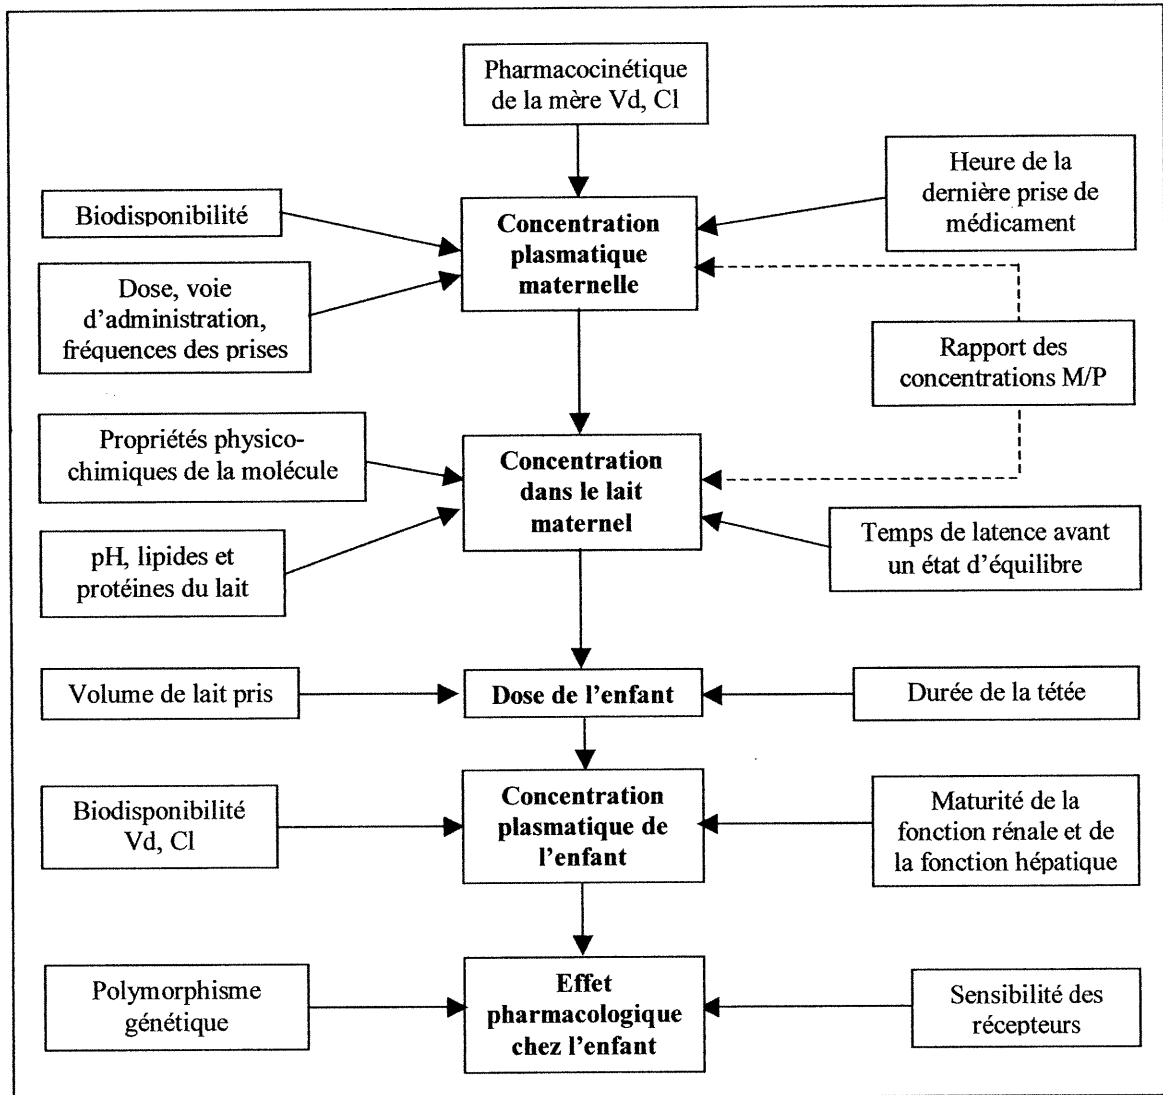 Pharmacocinétique
de la mère Vd, Cl
Heure de la
dernière prise de
médicament
Biodisponibilité
Concentration
plasmatique
maternelle
Dose, voie
d'administration,
fréquences des prises
Rapport des
concentrations M/P
Propriétés physico-
chimiques de la molécule
Concentration
dans le lait
maternel
pH, lipides et
protéines du lait
Temps de latence avant
un état d'équilibre
Volume de lait pris
Dose de l'enfant
Durée de la tétée
Biodisponibilité
Vd, Cl
Concentration
plasmatique de
l'enfant
Maturité de la
fonction rénale et de
la fonction hépatique
Polymorphisme
génétique
Effet
pharmacologique
chez l'enfant
Sensibilité des
récepteurs